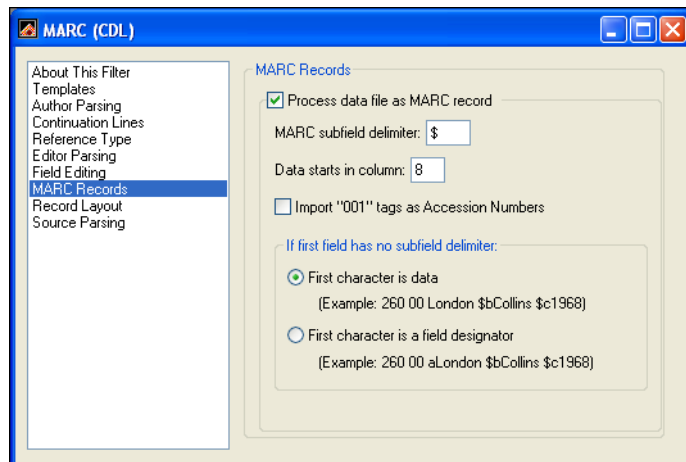 MARC (CDL)
About This Filter
Templates
Author Parsing
Continuation Lines
Reference Type
Editor Parsing
Field Editing
MARC Records
Record Layout
Source Parsing
MARC Records
Process data file as MARC record
MARC subfield delimiter: $
Data starts in column: 8
Import "001" tags as Accession Numbers
If first field has no subfield delimiter:
First character is data
(Example: 260 00 London $bCollins $c1968)
First character is a field designator
(Example: 260 00 aLondon $bCollins $c1968)